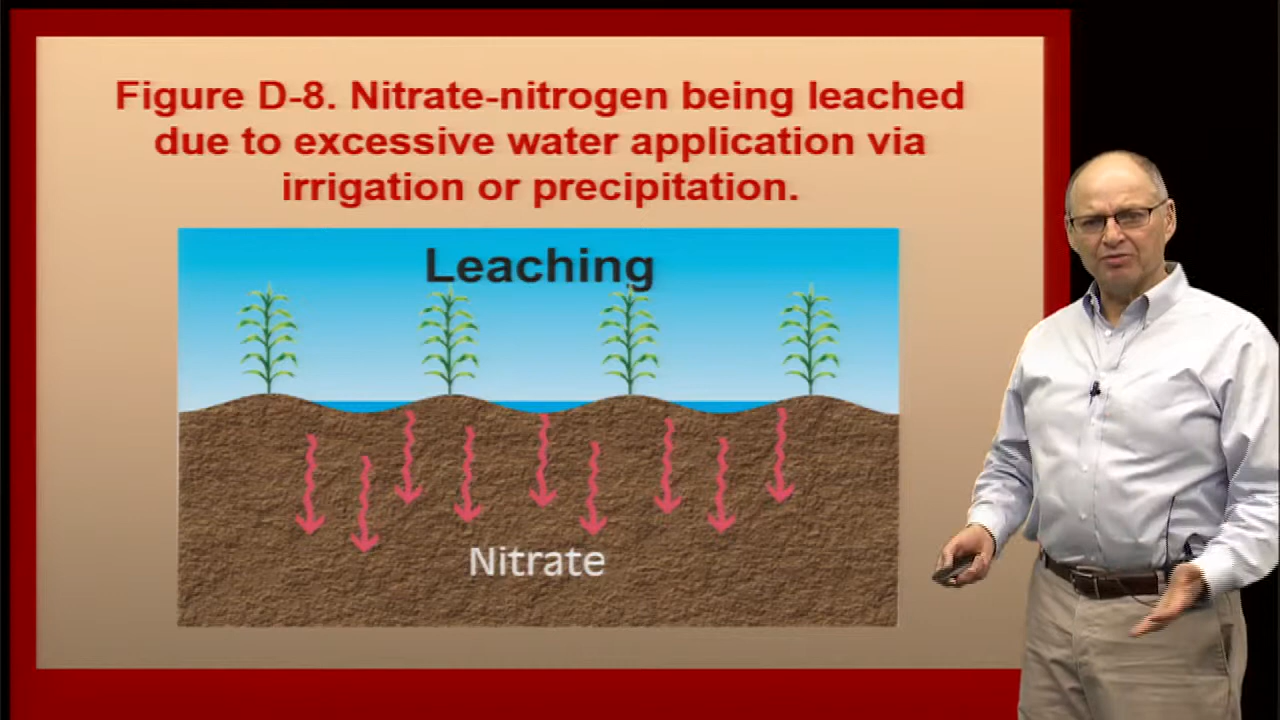 Figure D-8. Nitrate-nitrogen being leached
due to excessive water application via
irrigation or precipitation.
Leaching
Nitrate